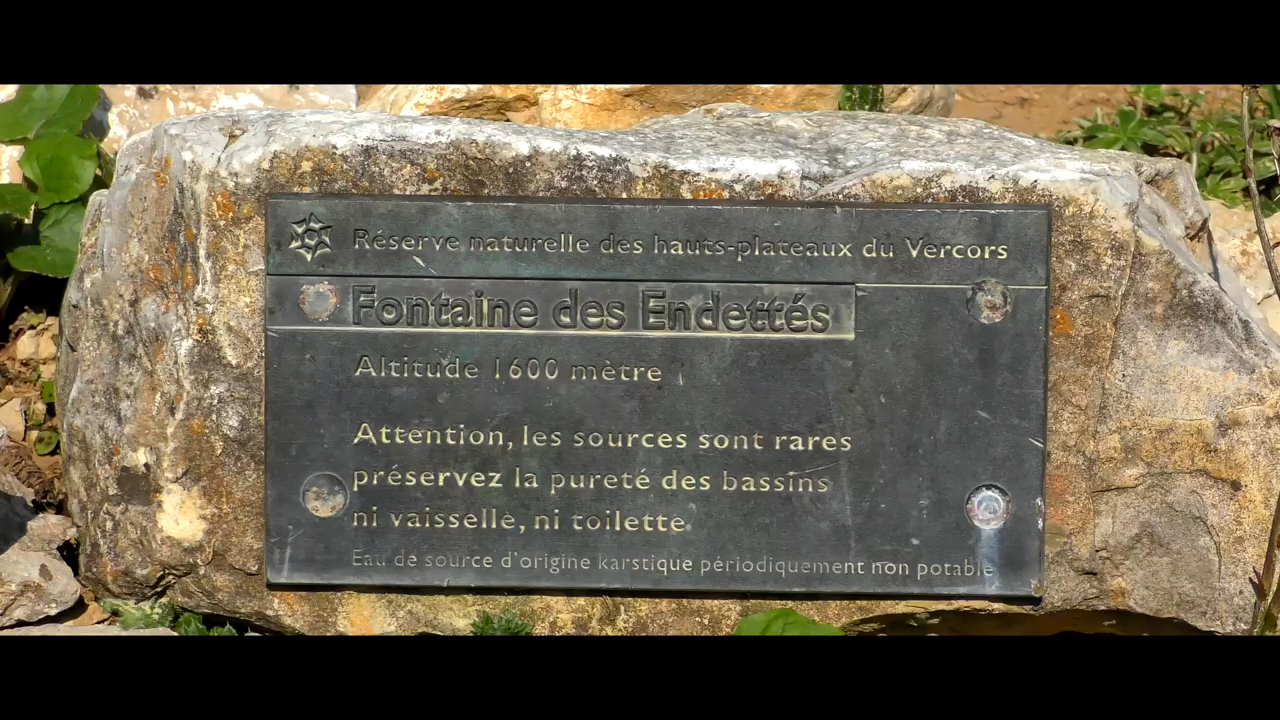 Réserve naturelle des hauts-plateaux du Vercors
Fontaine des Endettés
Altitude 1600 mètre
Attention, les sources sont rares
préservez la pureté des bassins
ni vaisselle, ni toilette
Eau de source d'origine karstique périodiquement non potable